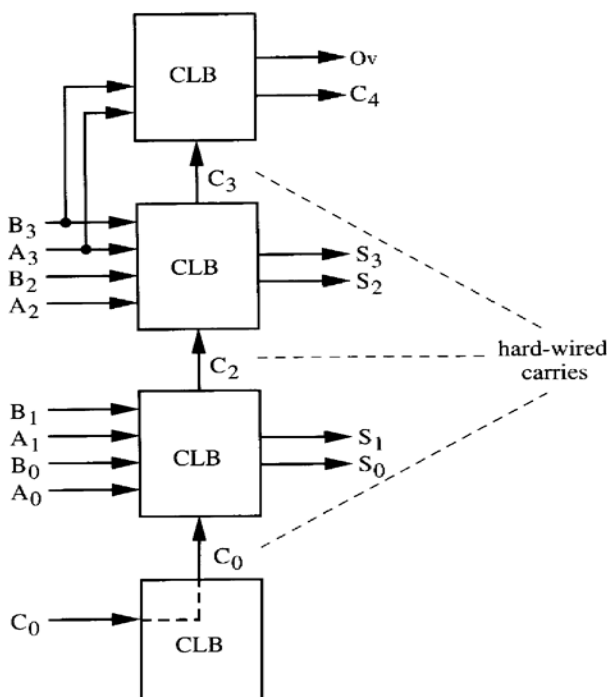 CLB
Ov
C4
C3
B3
A3
B2
A2
CLB
S3
S2
hard-wired
carries
C2
B1
A1
B0
A0
CLB
S1
S0
C0
C0
CLB